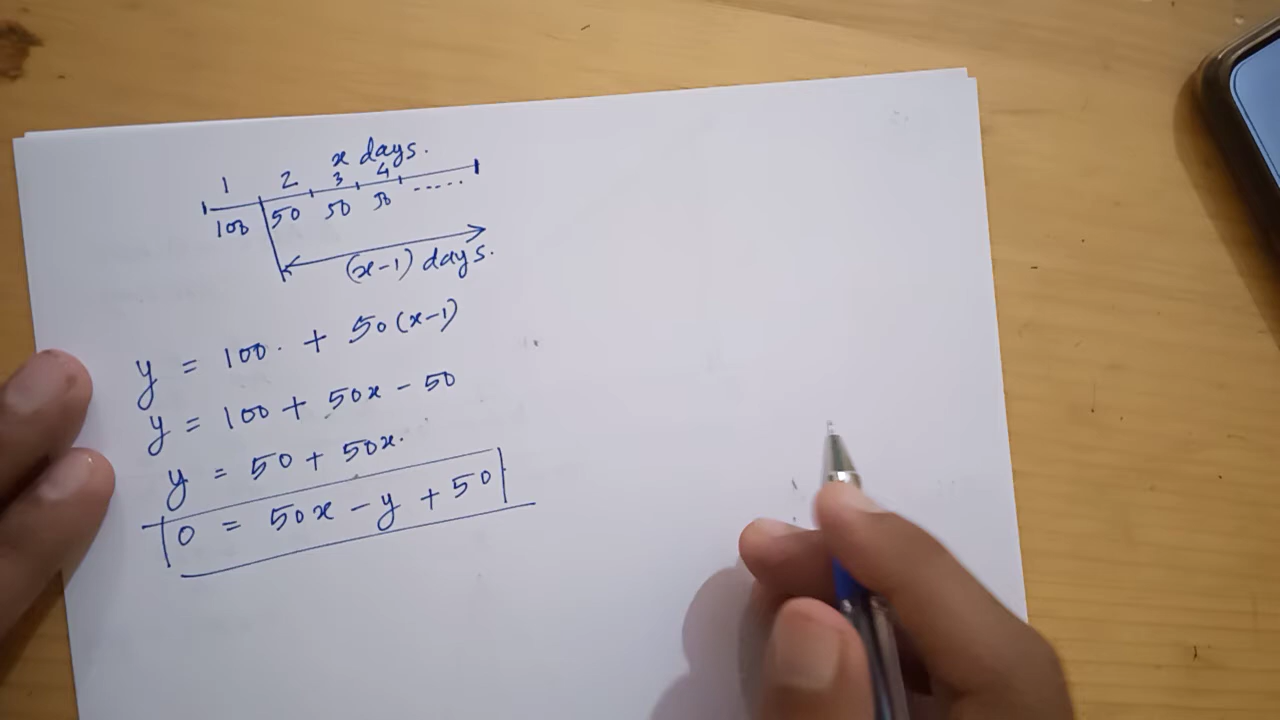 x days.
1 2 3 4
100 50 50 50 .....
(x-1) days.
y = 100. + 50(x-1)
y = 100 + 50x - 50
y = 50 + 50x.
0 = 50x - y + 50